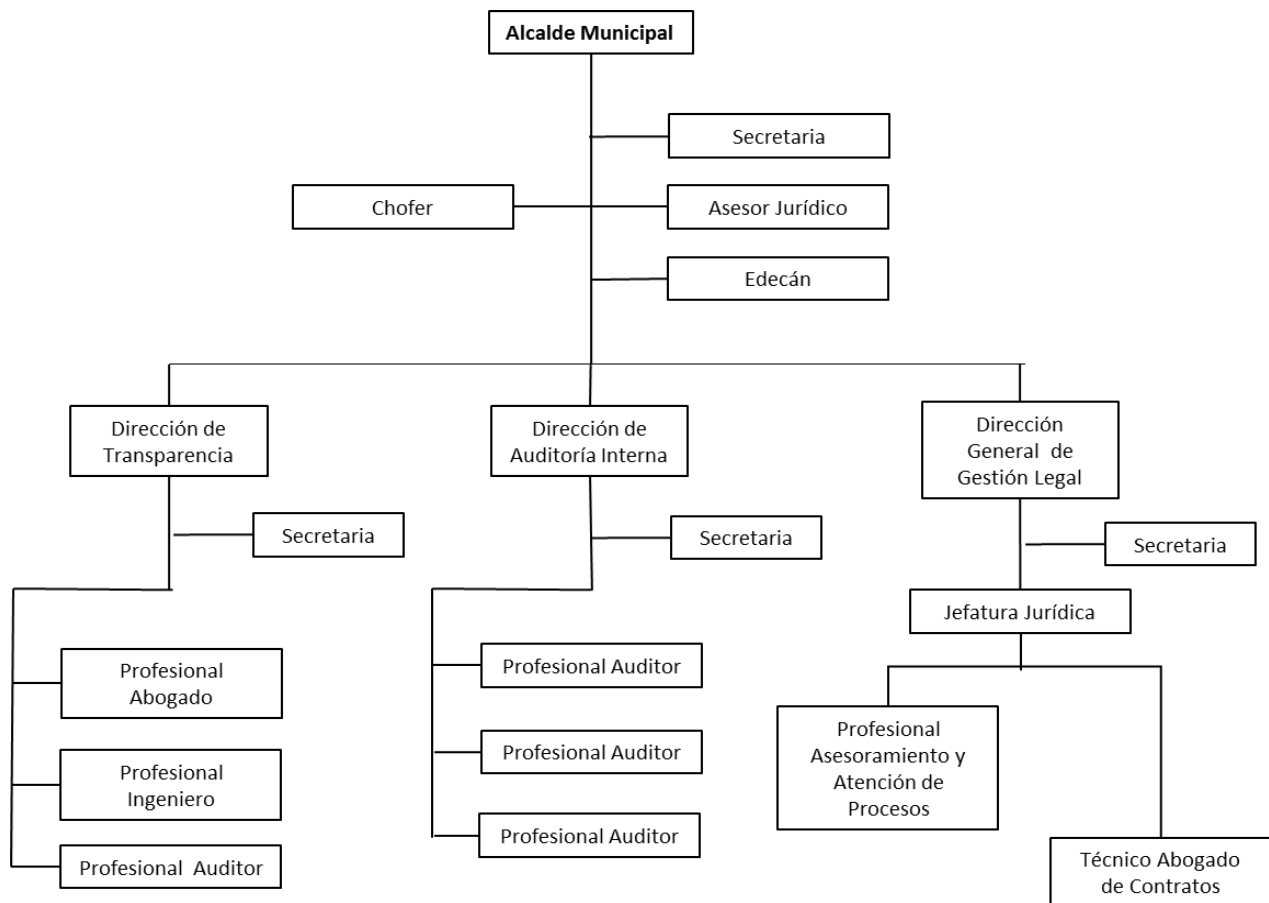 Alcalde Municipal
Secretaria
Chofer
Asesor Jurídico
Edecán
Dirección de
Transparencia
Dirección de
Auditoría Interna
Dirección
General de
Gestión Legal
Secretaria
Secretaria
Secretaria
Jefatura Jurídica
Profesional
Abogado
Profesional
Ingeniero
Profesional Auditor
Profesional Auditor
Profesional Auditor
Profesional Auditor
Profesional
Asesoramiento y
Atención de
Procesos
Técnico Abogado
de Contratos